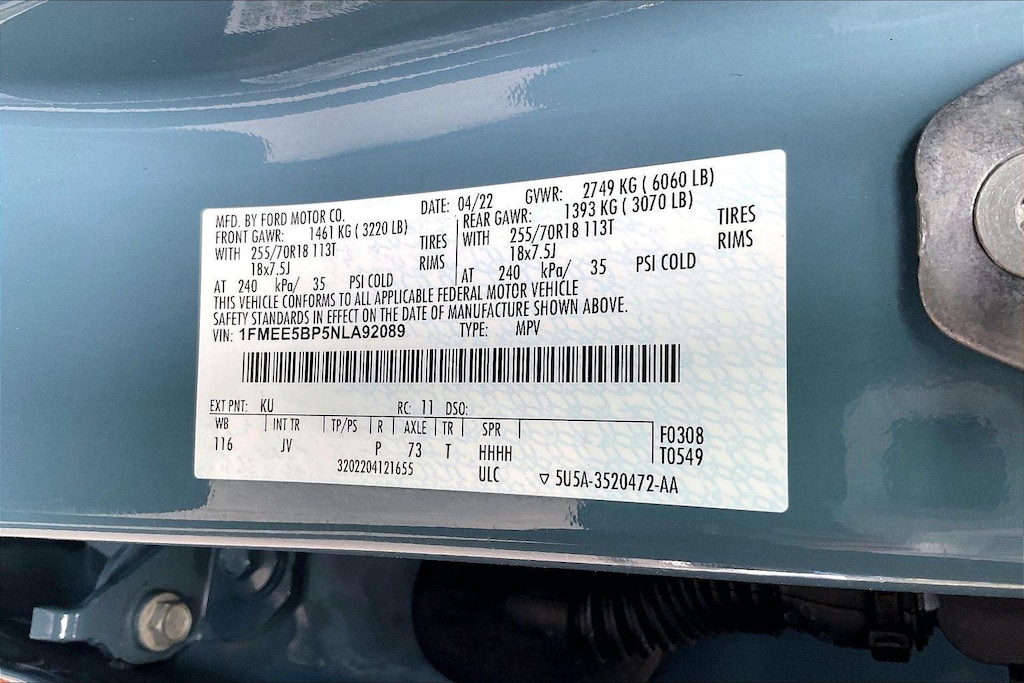 MFD. BY FORD MOTOR CO. DATE: 04/22 GVWR: 2749 KG ( 6060 LB)
FRONT GAWR: 1461 KG ( 3220 LB) REAR GAWR: 1393 KG ( 3070 LB)
WITH 255/70R18 113T TIRES WITH 255/70R18 113T TIRES
18x7.5J RIMS 18x7.5J RIMS
AT 240 kPa/ 35 PSI COLD AT 240 kPa/ 35 PSI COLD
THIS VEHICLE CONFORMS TO ALL APPLICABLE FEDERAL MOTOR VEHICLE
SAFETY STANDARDS IN EFFECT ON THE DATE OF MANUFACTURE SHOWN ABOVE.
VIN: 1FMEE5BP5NLA92089 TYPE: MPV
EXT PNT: KU RC: 11 DSO:
WB INT TR TP/PS R AXLE TR SPR F0308
116 JV P 73 T HHHH T0549
3202204121655 ULC ▽ 5U5A-3520472-AA